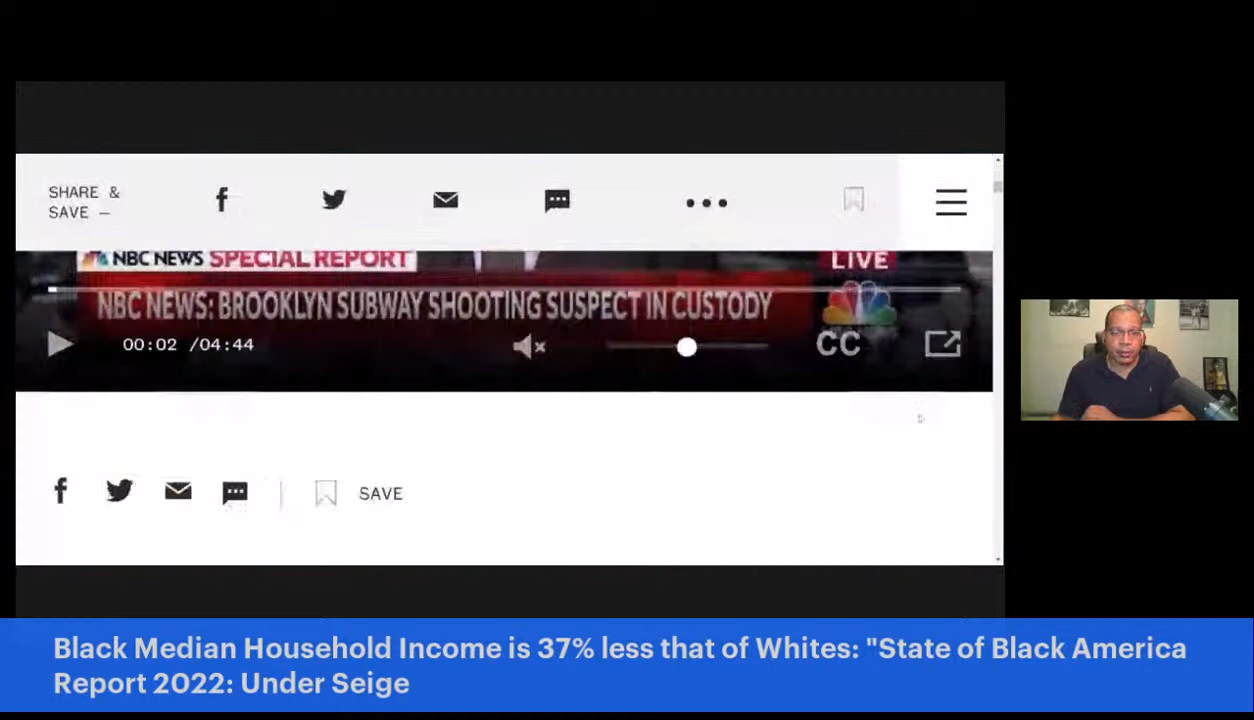 SHARE &
SAVE —
NBC NEWS SPECIAL REPORT
LIVE
NBC NEWS: BROOKLYN SUBWAY SHOOTING SUSPECT IN CUSTODY
00:02 /04:44
CC
SAVE
Black Median Household Income is 37% less that of Whites: "State of Black America
Report 2022: Under Seige